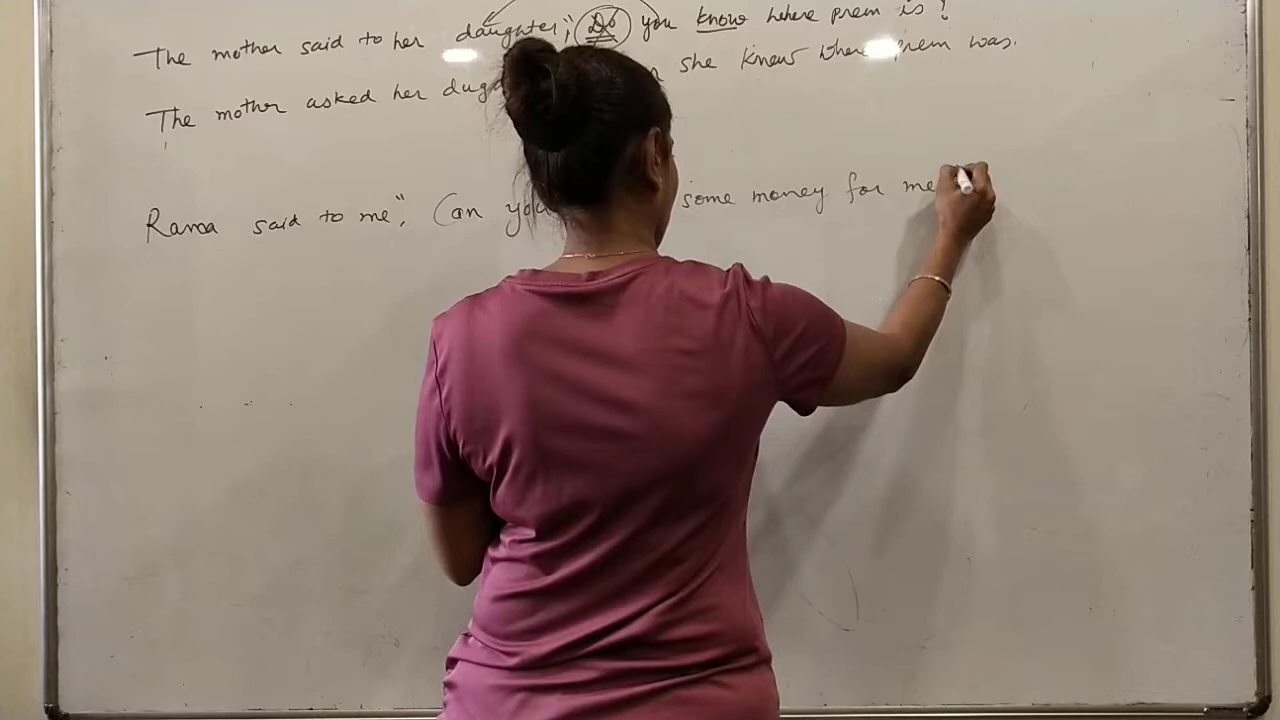 The mother said to her daughter," Do you know where prem is?
The mother asked her she knew where prem was.
Rama said to me", Can you some money for me